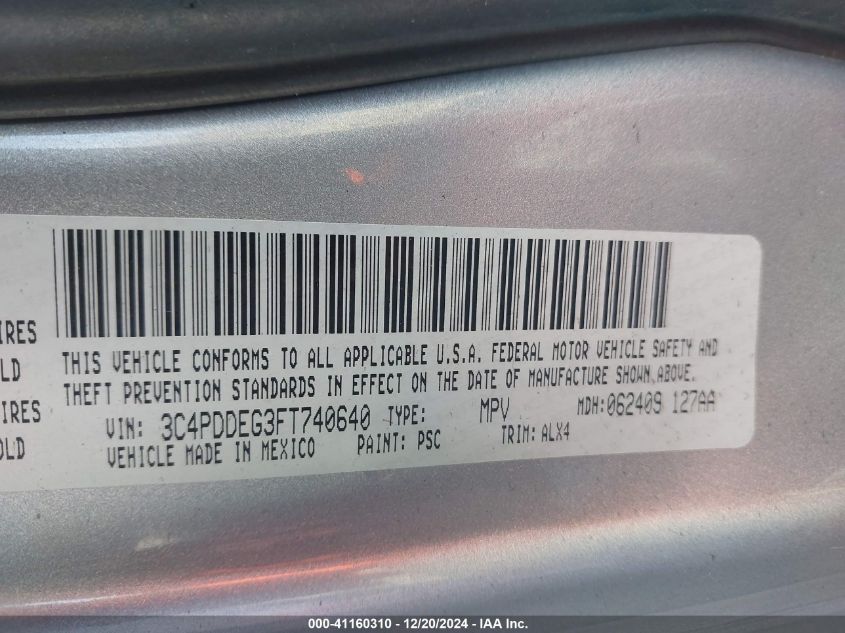 IRES
LD
IRES
OLD
THIS VEHICLE CONFORMS TO ALL APPLICABLE U.S.A. FEDERAL MOTOR VEHICLE SAFETY AND
THEFT PREVENTION STANDARDS IN EFFECT ON THE DATE OF MANUFACTURE SHOWN ABOVE.
VIN: 3C4PDDEG3FT740640 TYPE: MPV MDH:062409 127AA
VEHICLE MADE IN MEXICO PAINT: PSC TRIM: ALX4
000-41160310 - 12/20/2024 - IAA Inc.